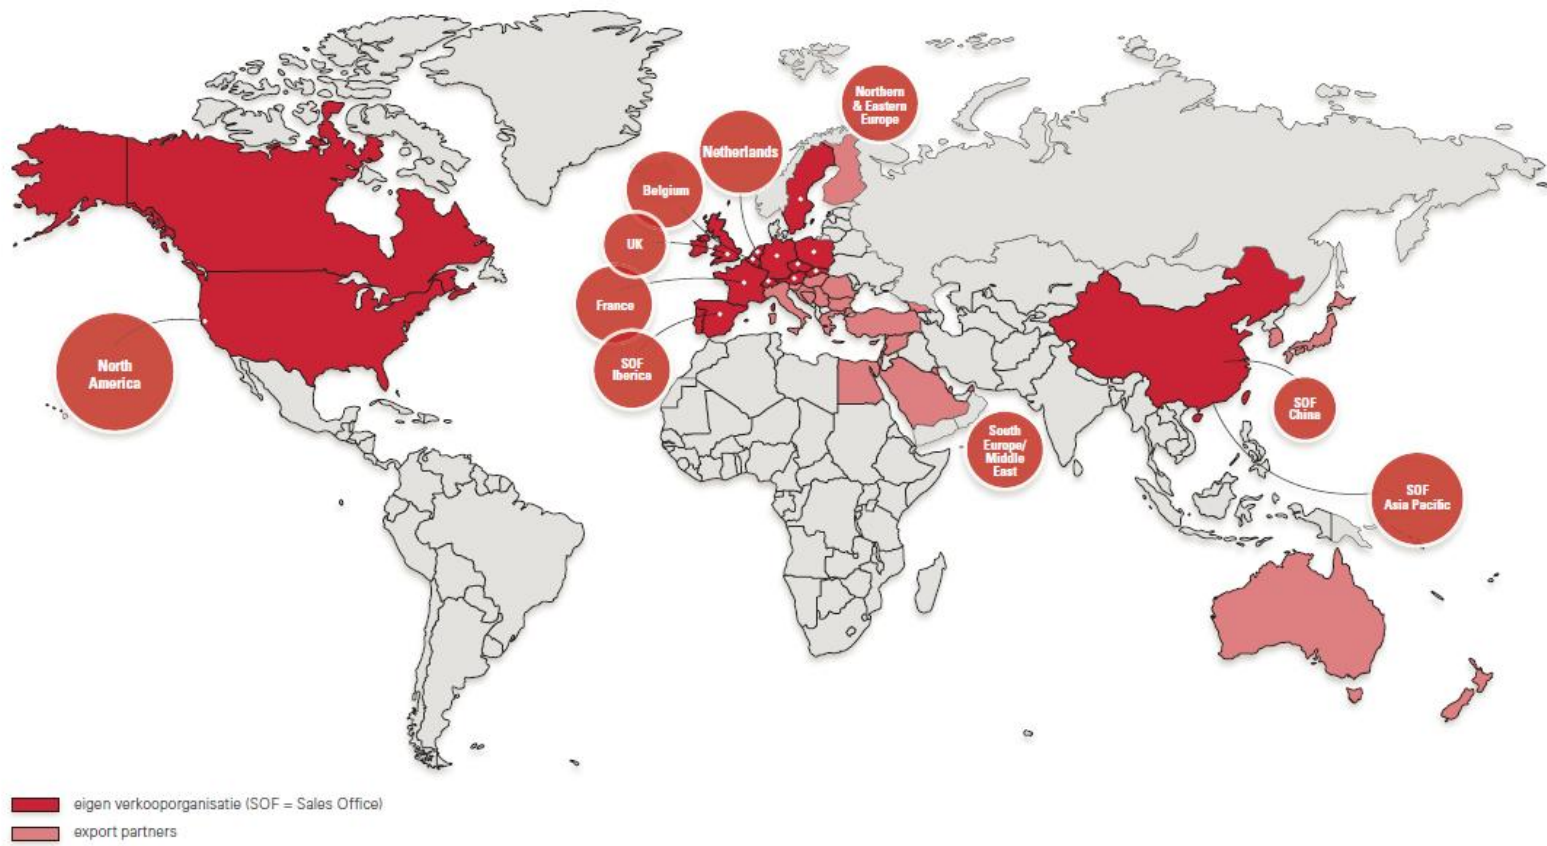 Northern
& Eastern
Europe
Netherlands
Belgium
UK
France
SOF
Iberica
North
America
South
Europe/
Middle
East
SOF
China
SOF
Asia Pacific
eigen verkooporganisatie (SOF = Sales Office)
export partners